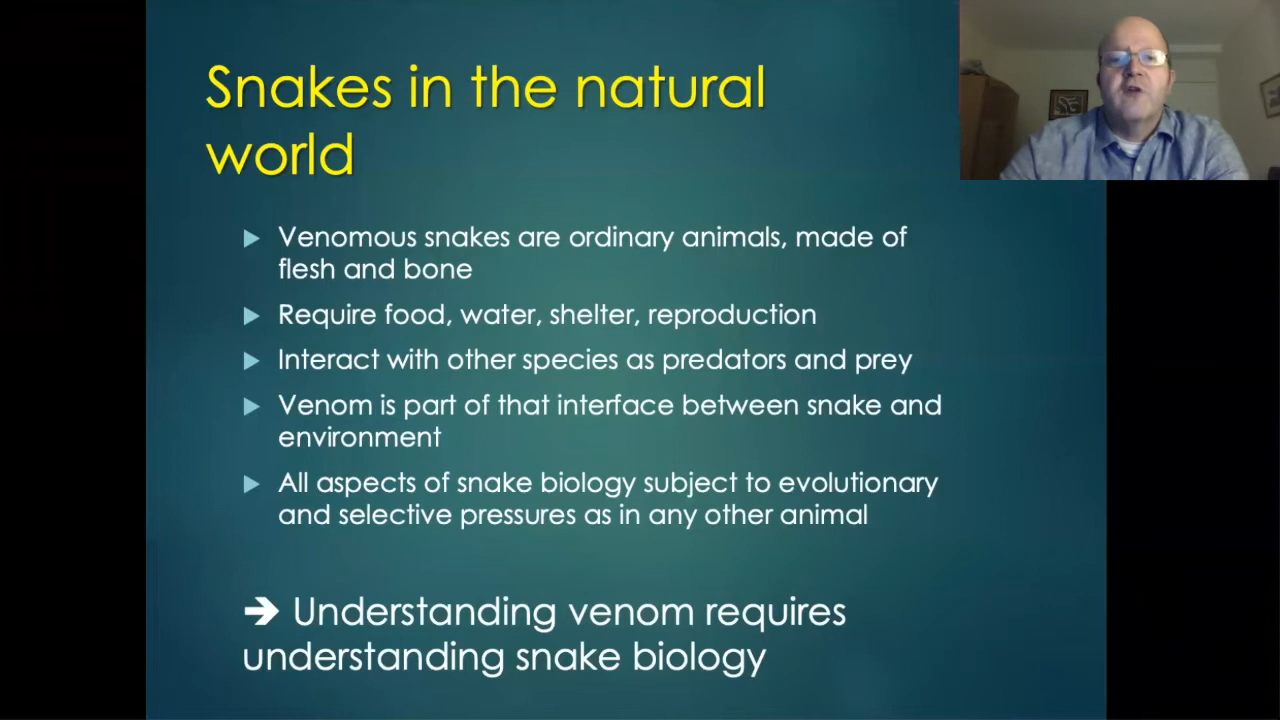 Snakes in the natural
world
Venomous snakes are ordinary animals, made of
flesh and bone
Require food, water, shelter, reproduction
Interact with other species as predators and prey
Venom is part of that interface between snake and
environment
All aspects of snake biology subject to evolutionary
and selective pressures as in any other animal
➔ Understanding venom requires
understanding snake biology